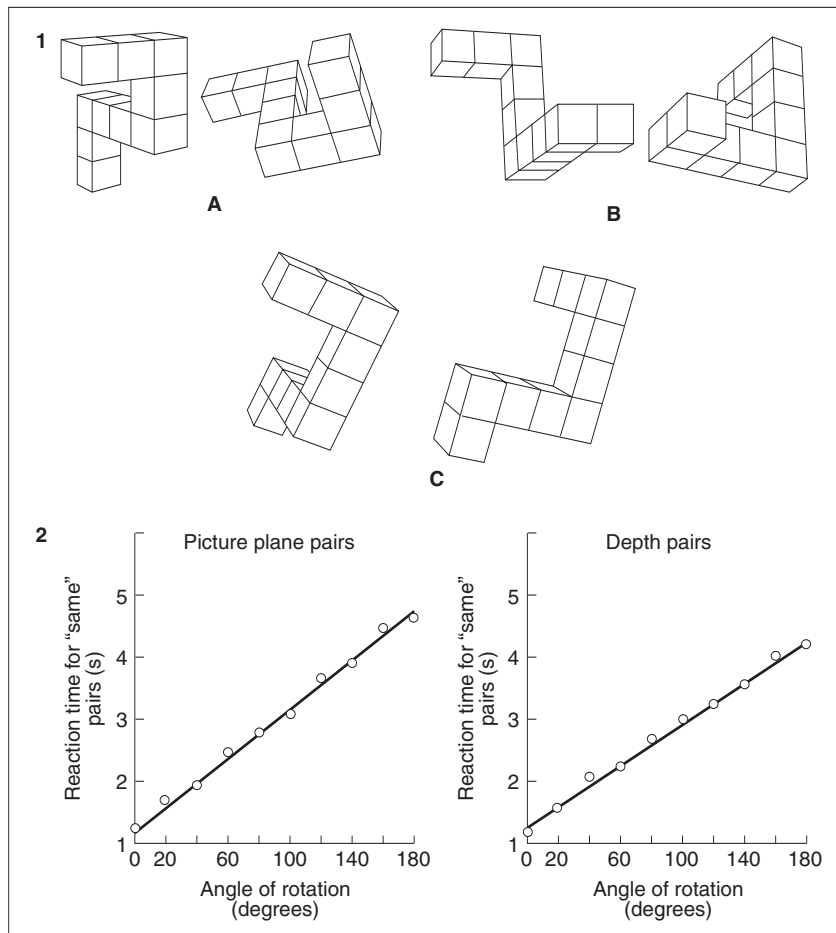 1
A
B
C
2
Picture plane pairs
Reaction time for “same”
pairs (s)
5
4
3
2
1
0 20 60 100 140 180
Angle of rotation
(degrees)
Depth pairs
Reaction time for “same”
pairs (s)
5
4
3
2
1
0 20 60 100 140 180
Angle of rotation
(degrees)